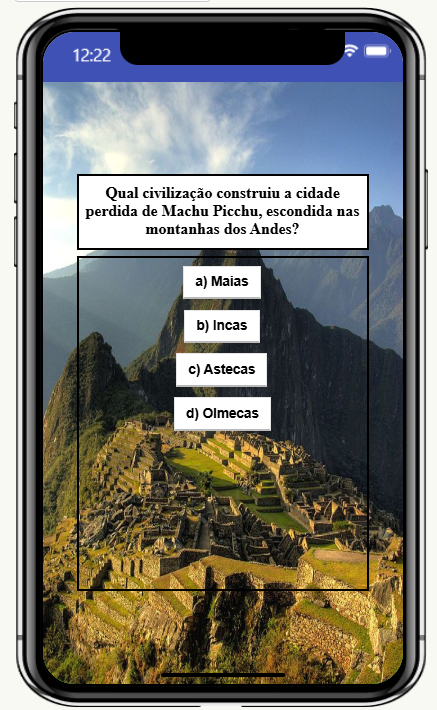 12:22
Qual civilização construiu a cidade
perdida de Machu Picchu, escondida nas
montanhas dos Andes?
a) Maias
b) Incas
c) Astecas
d) Olmecas